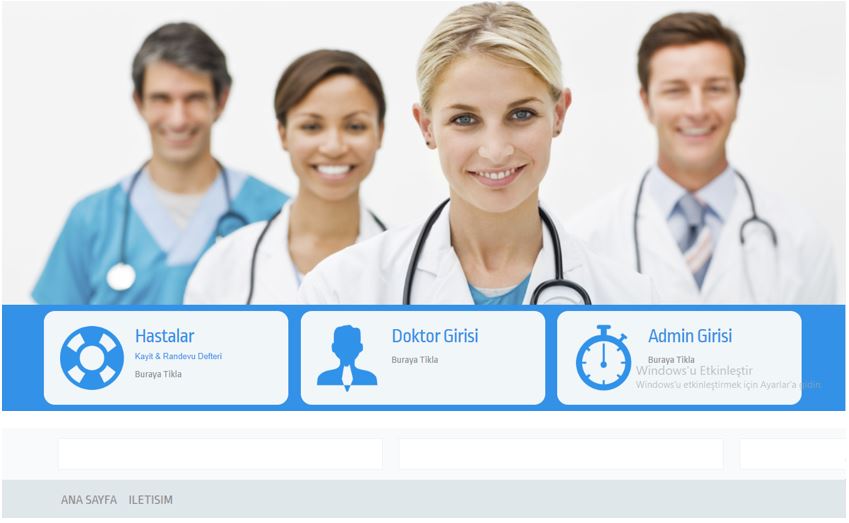 Hastalar
Kayit & Randevu Defteri
Buraya Tikla
Doktor Girisi
Buraya Tikla
Admin Girisi
Buraya Tikla
Windows'u Etkinleştir
Windows'u etkinleştirmek için Ayarlar'a gidin.
ANA SAYFA ILETISIM